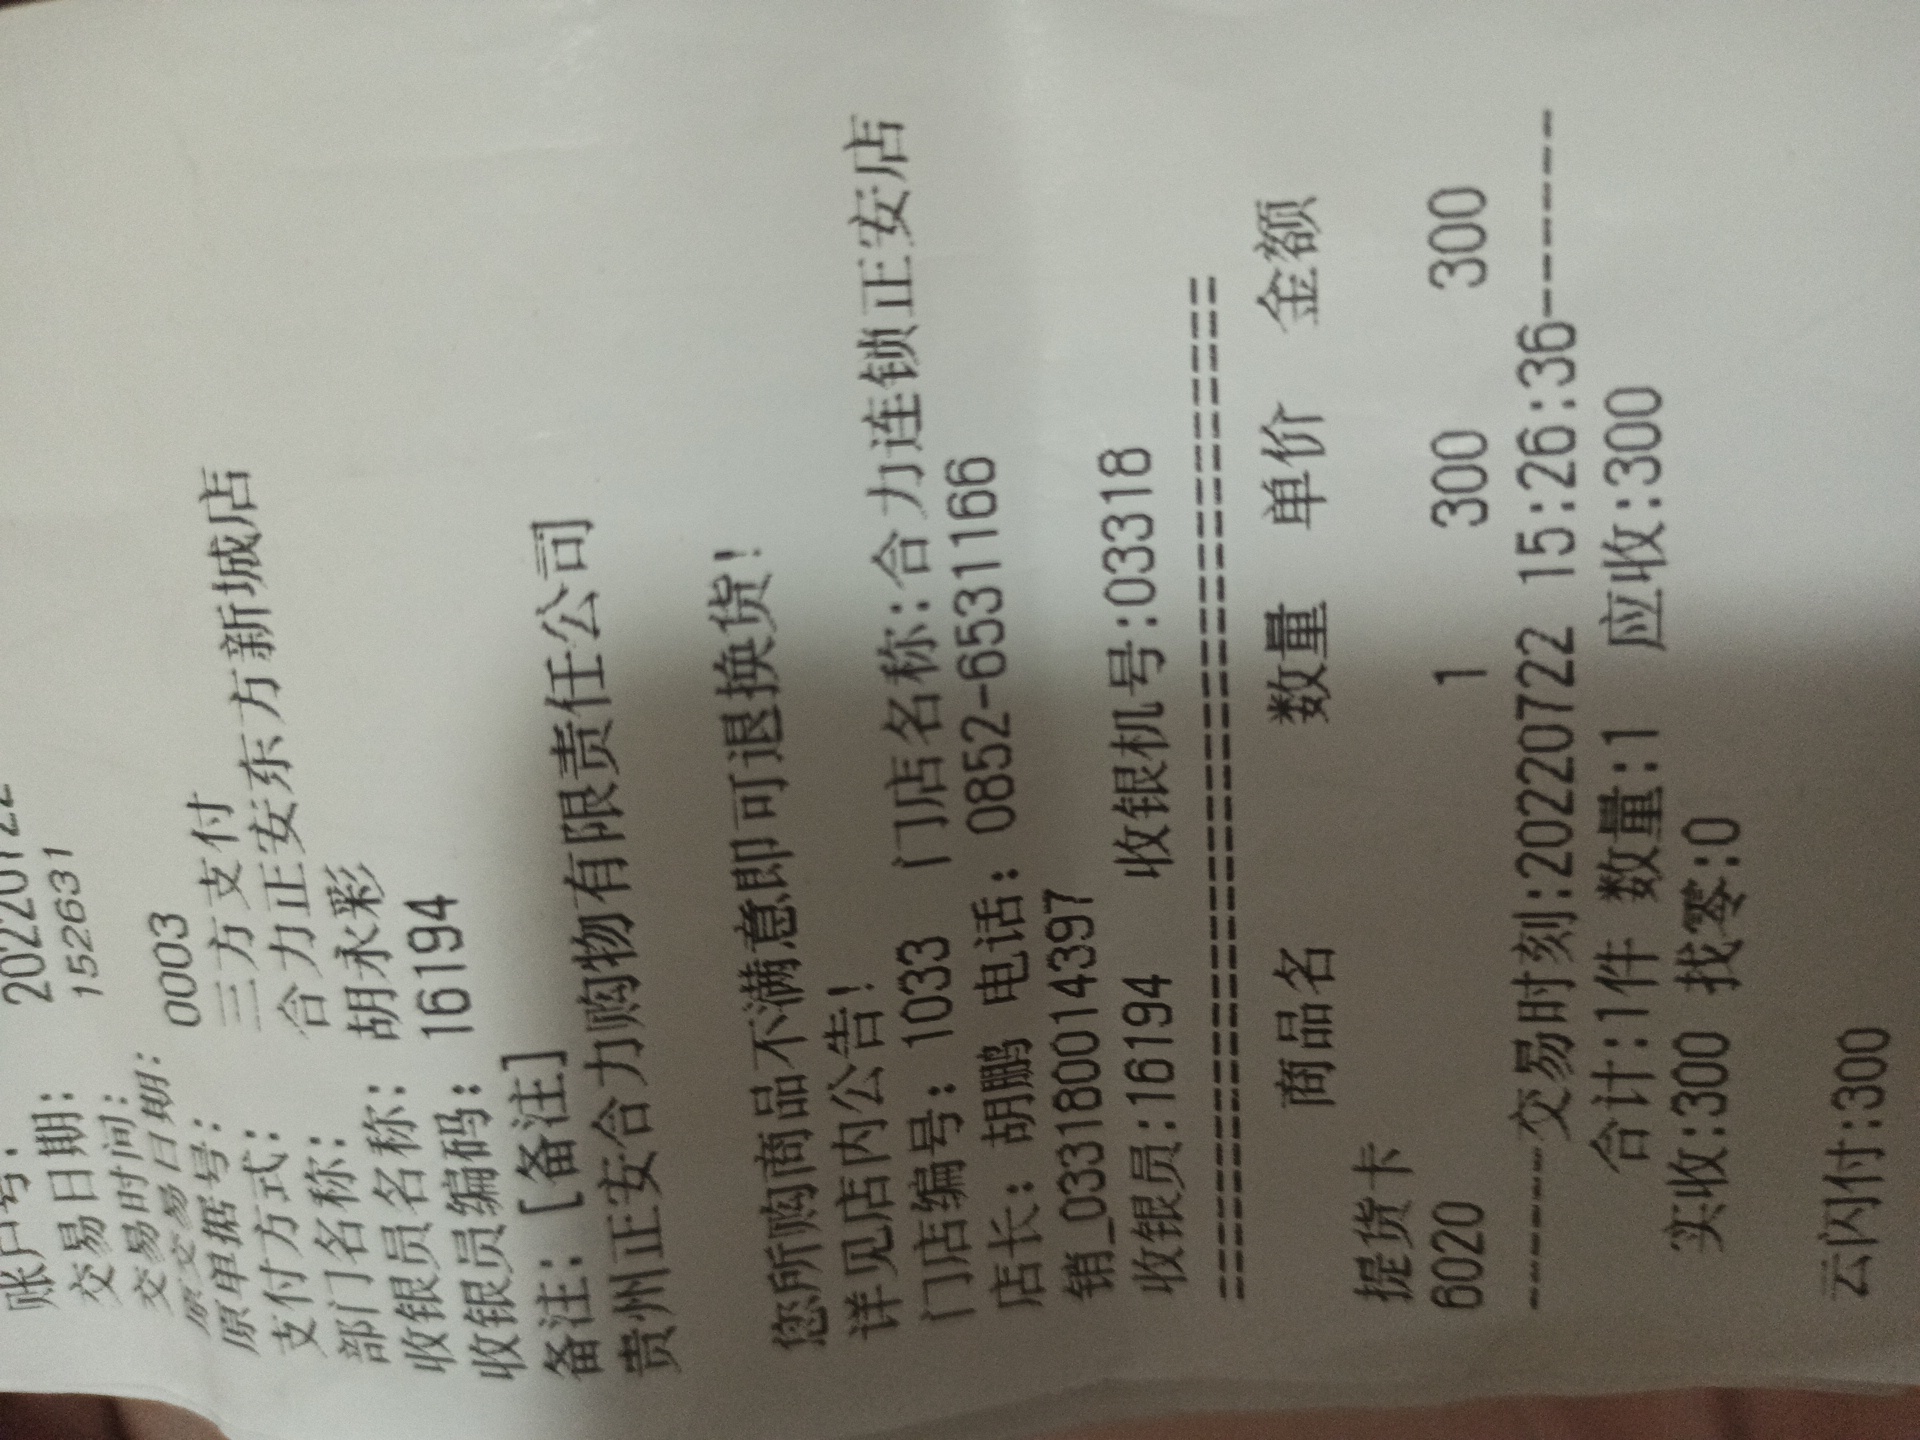 账户号:
交易日期: 20220722
交易时间: 152631
原交易日期:
原单据号: 0003
支付方式: 三方支付
部门名称: 合力正安东方新城店
收银员名称: 胡永彩
收银员编码: 16194
备注: [备注]
贵州正安合力购物有限责任公司
您所购商品不满意即可退换货!
详见店内公告!
门店编号: 1033 门店名称:合力连锁正安店
店长: 胡鹏 电话: 0852-6531166
销_033180014397
收银员:16194 收银机号:03318
商品名 数量 单价 金额
提货卡
6020 1 300 300
--------交易时刻:20220722 15:26:36--------
合计:1件 数量:1 应收:300
实收:300 找零:0
云闪付:300